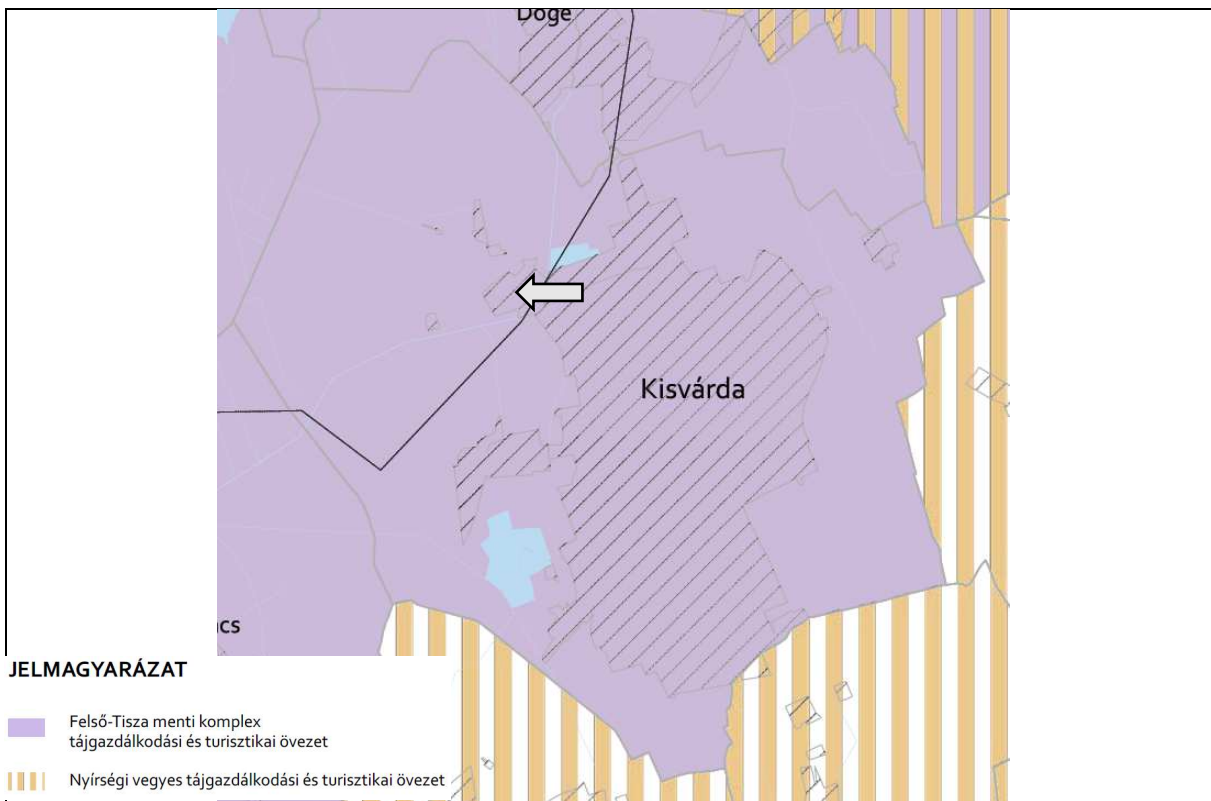 Döge
Kisvárda
cs
JELMAGYARÁZAT
Felső-Tisza menti komplex
tájgazdálkodási és turisztikai övezet
Nyírségi vegyes tájgazdálkodási és turisztikai övezet